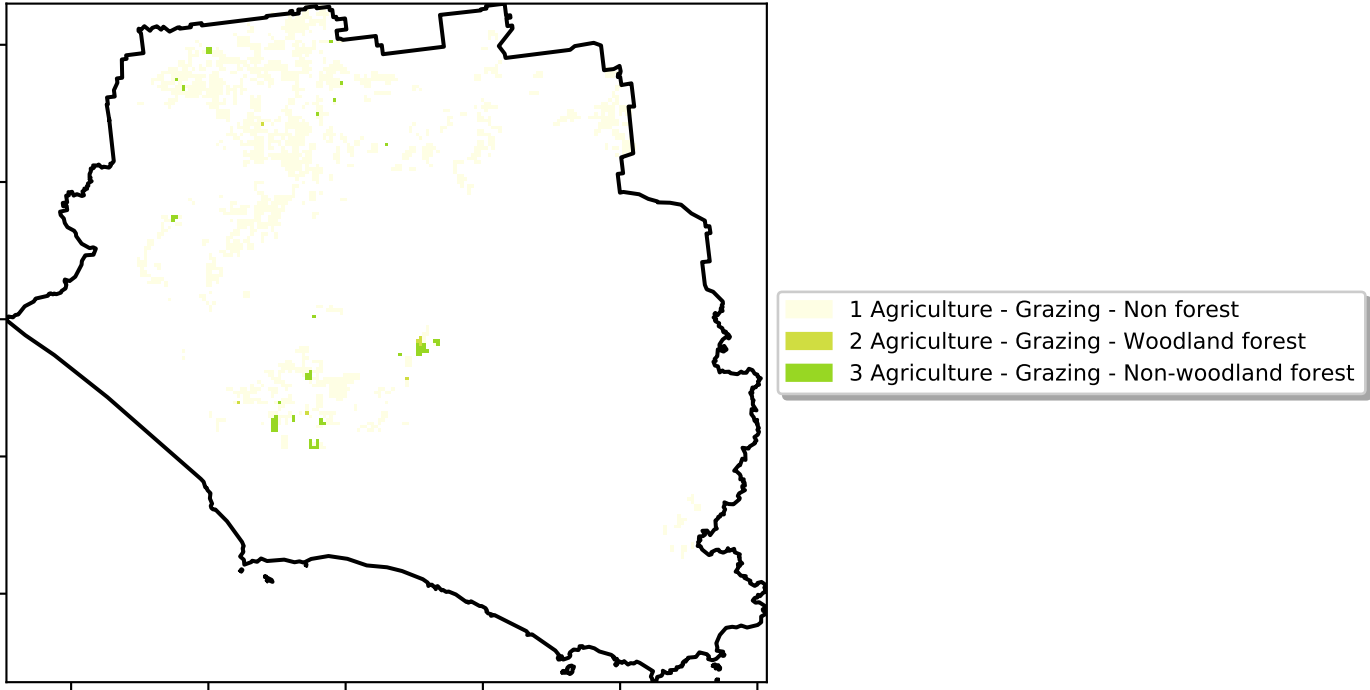 1 Agriculture - Grazing - Non forest
2 Agriculture - Grazing - Woodland forest
3 Agriculture - Grazing - Non-woodland forest